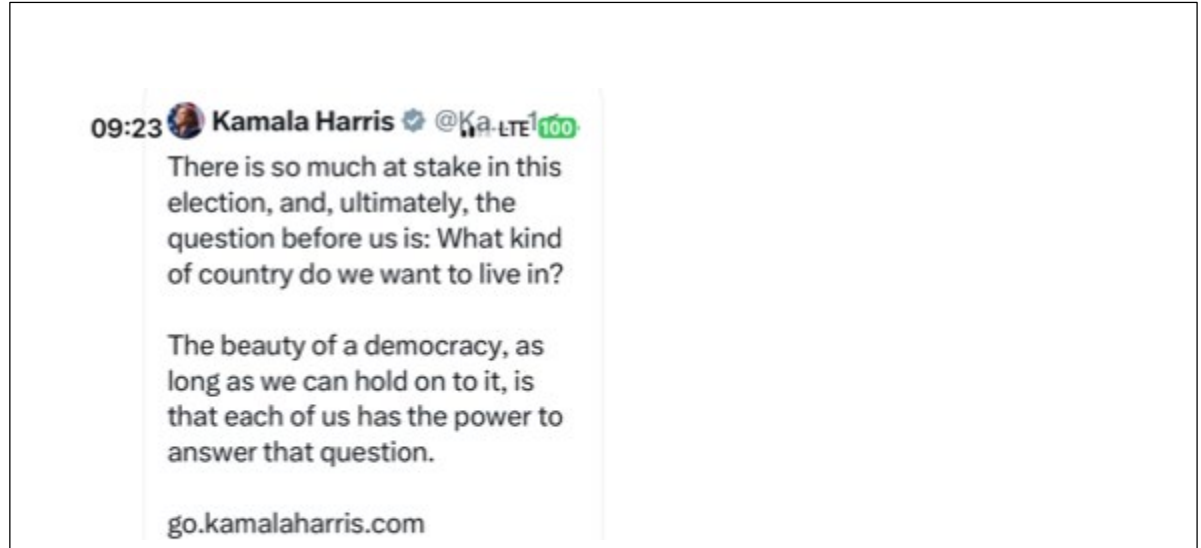 09:23 Kamala Harris @Ka... LTE 100
There is so much at stake in this
election, and, ultimately, the
question before us is: What kind
of country do we want to live in?
The beauty of a democracy, as
long as we can hold on to it, is
that each of us has the power to
answer that question.
go.kamalaharris.com